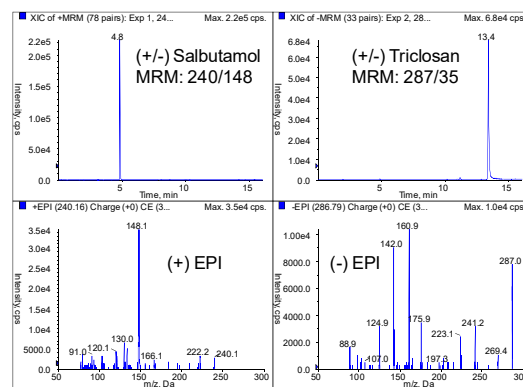 XIC of +MRM (78 pairs): Exp 1, 24... Max. 2.2e5 cps.
4.8
(+/-) Salbutamol
MRM: 240/148
Intensity, cps
2.2e5
2.0e5
1.5e5
1.0e5
5.0e4
0.0
5 10 15
Time, min
XIC of -MRM (33 pairs): Exp 2, 28... Max. 6.8e4 cps.
13.4
(+/-) Triclosan
MRM: 287/35
Intensity, cps
6.8e4
6.0e4
4.0e4
2.0e4
0.0
5 10 15
Time, min
+EPI (240.16) Charge (+0) CE (3... Max. 3.5e4 cps.
148.1
(+) EPI
Intensity, cps
3.5e4
3.0e4
2.5e4
2.0e4
1.5e4
1.0e4
5000.0
0.0
91.0 120.1 130.0 166.1 222.2 240.1
50 100 150 200 250 300
m/z, Da
-EPI (286.79) Charge (+0) CE (3... Max. 1.0e4 cps.
160.9
142.0
(-) EPI
287.0
Intensity, cps
1.0e4
8000.0
6000.0
4000.0
2000.0
0.0
88.9 107.0 124.9 175.9 197.3 223.1 241.2 269.4
50 100 150 200 250
m/z, Da